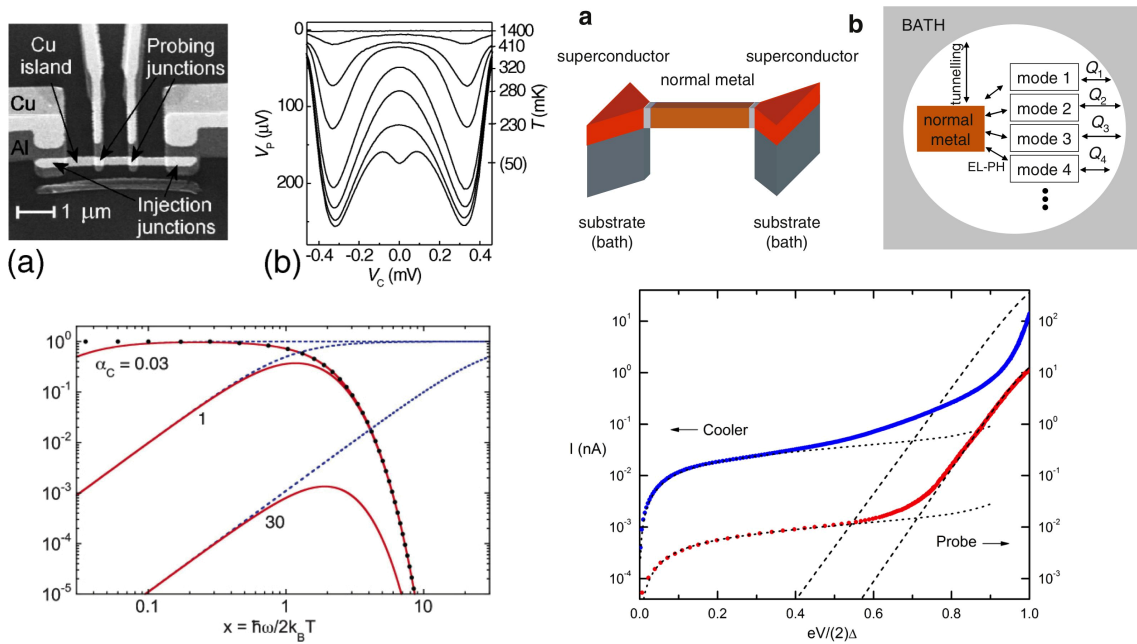 Cu
island
Probing
junctions
Cu
Al
Injection
junctions
1 μm
(a)
0
100
200
V_P (μV)
1400
410
320
280
230
(50)
T (mK)
-0.4
-0.2
0.0
0.2
0.4
V_C (mV)
(b)
a
superconductor
superconductor
normal metal
substrate
(bath)
substrate
(bath)
b
BATH
tunnelling
normal
metal
EL-PH
mode 1
mode 2
mode 3
mode 4
Q_1
Q_2
Q_3
Q_4
10^0
10^-1
10^-2
10^-3
10^-4
10^-5
α_C = 0.03
1
30
0.1
1
10
x = ħω/2k_BT
10^1
10^0
10^-1
10^-2
10^-3
10^-4
I (nA)
Cooler
Probe
10^2
10^1
10^0
10^-1
10^-2
10^-3
0.0
0.2
0.4
0.6
0.8
1.0
eV/(2)Δ